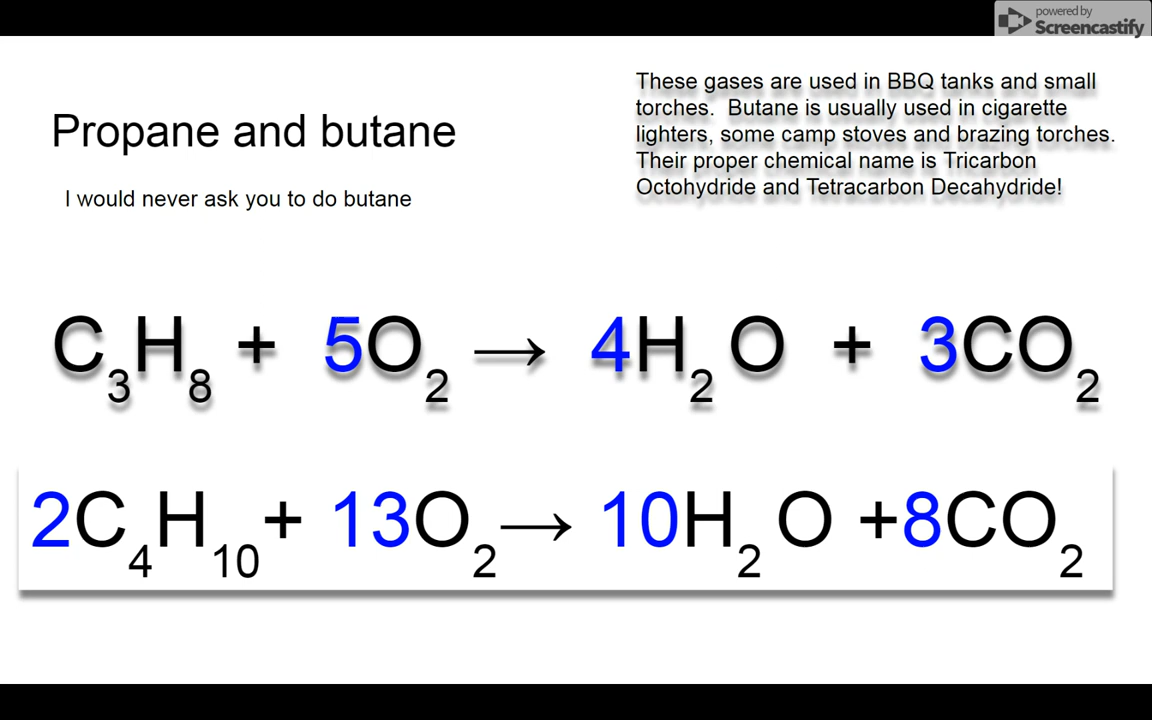 powered by
Screencastify
These gases are used in BBQ tanks and small
torches. Butane is usually used in cigarette
lighters, some camp stoves and brazing torches.
Their proper chemical name is Tricarbon
Octohydride and Tetracarbon Decahydride!
Propane and butane
I would never ask you to do butane
C₃H₈ + 5O₂ → 4H₂O + 3CO₂
2C₄H₁₀+ 13O₂→ 10H₂O +8CO₂